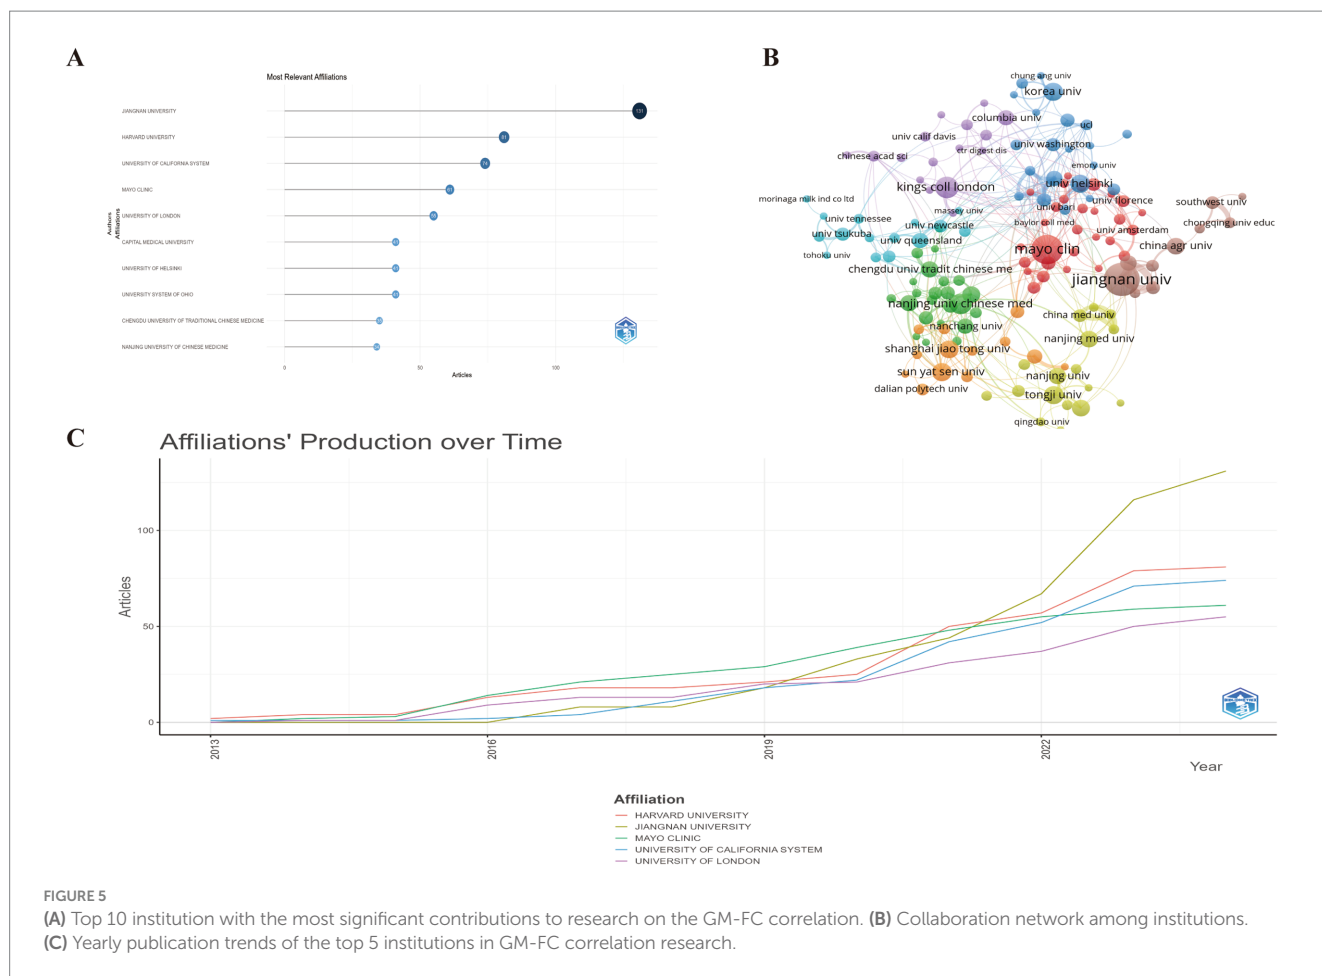 A
Most Relevant Affiliations
JIANGNAN UNIVERSITY
131
HARVARD UNIVERSITY
81
UNIVERSITY OF CALIFORNIA SYSTEM
74
MAYO CLINIC
61
UNIVERSITY OF LONDON
55
CAPITAL MEDICAL UNIVERSITY
41
UNIVERSITY OF HELSINKI
41
UNIVERSITY SYSTEM OF OHIO
41
CHENGDU UNIVERSITY OF TRADITIONAL CHINESE MEDICINE
35
NANJING UNIVERSITY OF CHINESE MEDICINE
34
Authors
Affiliations
0
50
100
Articles
B
chung ang univ
korea univ
columbia univ
ucl
univ calif davis
univ washington
ctr digest dis
chinese acad sci
emory univ
kings coll london
univ helsinki
morinaga milk ind co ltd
univ bari
univ florence
southwest univ
massey univ
univ tennessee
univ newcastle
baylor coll med
chongqing univ educ
univ tsukuba
univ queensland
univ amsterdam
tohoku univ
mayo clin
china agr univ
chengdu univ tradit chinese me
jiangnan univ
nanjing univ chinese med
china med univ
nanchang univ
nanjing med univ
shanghai jiao tong univ
sun yat sen univ
nanjing univ
dalian polytech univ
tongji univ
qingdao univ
C
Affiliations' Production over Time
Articles
100
50
0
2013
2016
2019
2022
Year
Affiliation
HARVARD UNIVERSITY
JIANGNAN UNIVERSITY
MAYO CLINIC
UNIVERSITY OF CALIFORNIA SYSTEM
UNIVERSITY OF LONDON
FIGURE 5
(A) Top 10 institution with the most significant contributions to research on the GM-FC correlation. (B) Collaboration network among institutions.
(C) Yearly publication trends of the top 5 institutions in GM-FC correlation research.